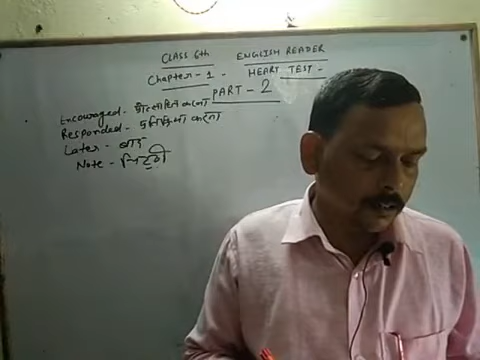 CLASS 6th ENGLISH READER
Chapter - 1 - HEART TEST -
PART - 2
Encouraged - प्रोत्साहित करना
Responded - प्रतिक्रिया करना
Later - बाद
Note - चिट्ठी